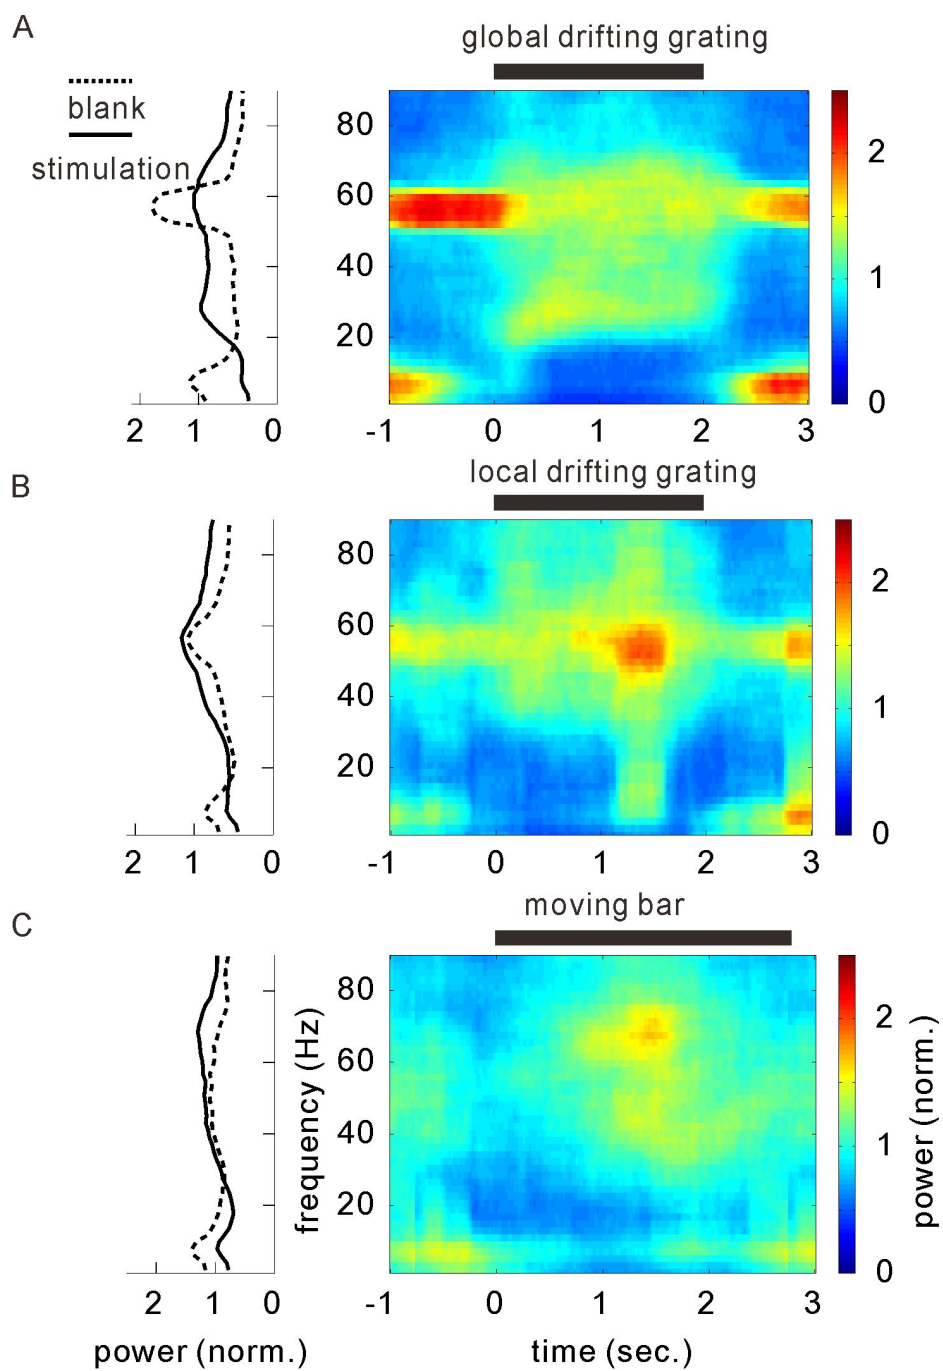 A
global drifting grating
blank
stimulation
80
60
40
20
2
1
0
2 1 0
-1 0 1 2 3
B
local drifting grating
80
60
40
20
2
1
0
2 1 0
-1 0 1 2 3
C
moving bar
80
60
40
20
frequency (Hz)
2
1
0
power (norm.)
2 1 0
-1 0 1 2 3
power (norm.)
time (sec.)